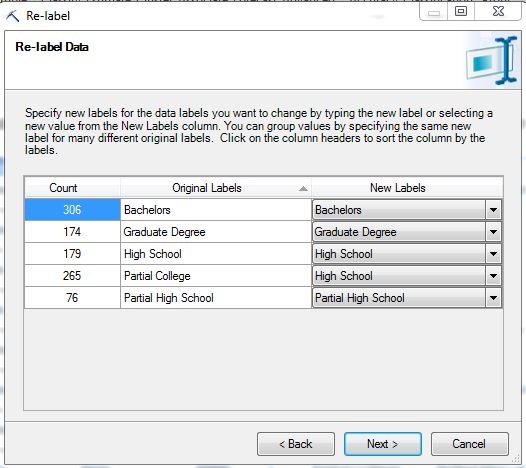 Re-label
Re-label Data
Specify new labels for the data labels you want to change by typing the new label or selecting a
new value from the New Labels column. You can group values by specifying the same new
label for many different original labels.  Click on the column headers to sort the column by the
labels.
Count Original Labels New Labels
306 Bachelors Bachelors
174 Graduate Degree Graduate Degree
179 High School High School
265 Partial College High School
76 Partial High School Partial High School
< Back Next > Cancel